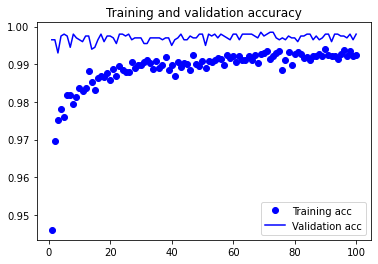 Training and validation accuracy
1.00
0.99
0.98
0.97
0.96
0.95
0 20 40 60 80 100
Training acc
Validation acc